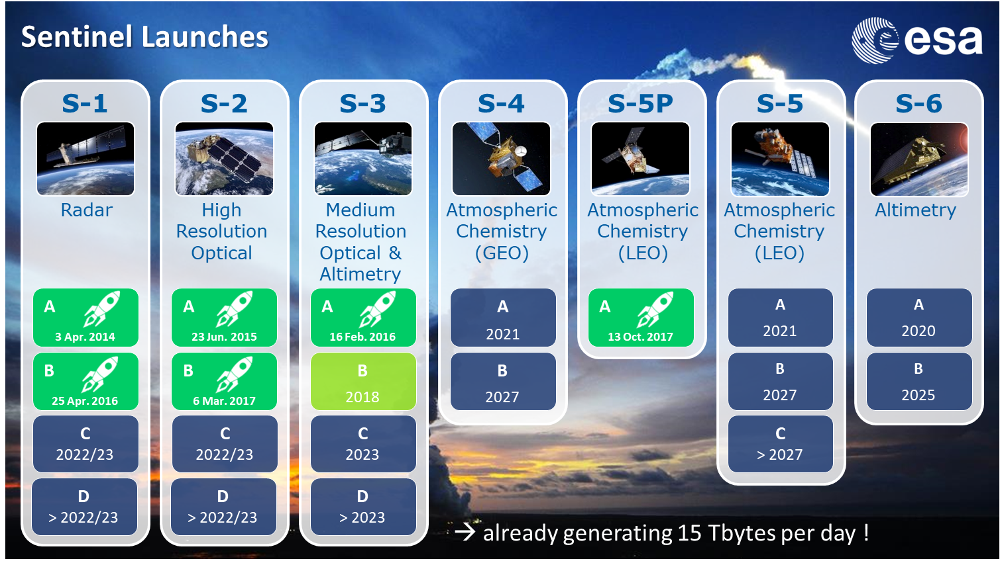 Sentinel Launches
esa
S-1
Radar
A
3 Apr. 2014
B
25 Apr. 2016
C
2022/23
D
> 2022/23
S-2
High
Resolution
Optical
A
23 Jun. 2015
B
6 Mar. 2017
C
2022/23
D
> 2022/23
S-3
Medium
Resolution
Optical &
Altimetry
A
16 Feb. 2016
B
2018
C
2023
D
> 2023
S-4
Atmospheric
Chemistry
(GEO)
A
2021
B
2027
S-5P
Atmospheric
Chemistry
(LEO)
A
13 Oct. 2017
S-5
Atmospheric
Chemistry
(LEO)
A
2021
B
2027
C
> 2027
S-6
Altimetry
A
2020
B
2025
→ already generating 15 Tbytes per day !